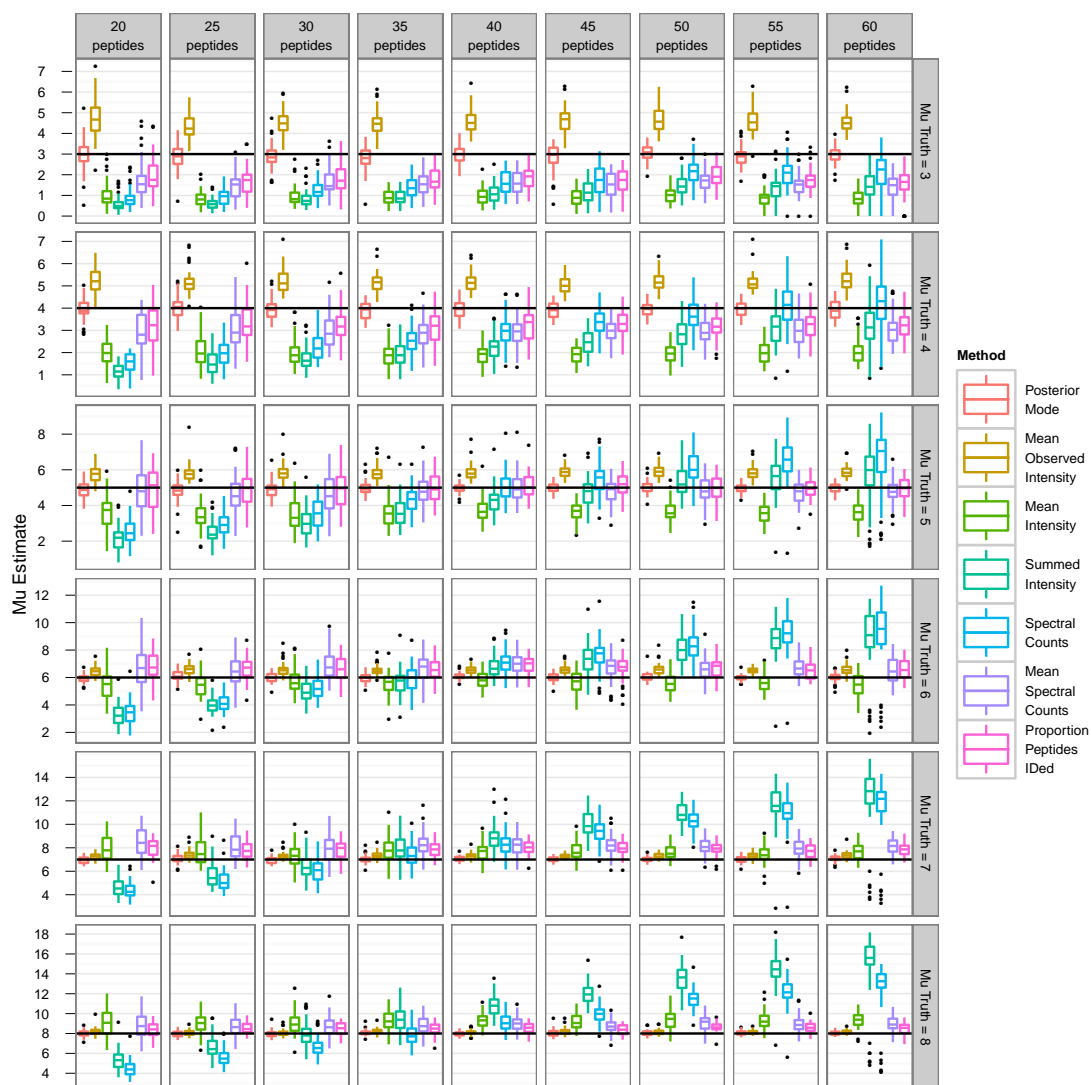 20 25 30 35 40 45 50 55 60
peptides peptides peptides peptides peptides peptides peptides peptides peptides
Mu Estimate
7
6
5
4
3
2
1
0
Mu Truth = 3
7
6
5
4
3
2
1
Mu Truth = 4
8
6
4
2
Mu Truth = 5
12
10
8
6
4
2
Mu Truth = 6
14
12
10
8
6
4
Mu Truth = 7
18
16
14
12
10
8
6
4
Mu Truth = 8
Method
Posterior
Mode
Mean
Observed
Intensity
Mean
Intensity
Summed
Intensity
Spectral
Counts
Mean
Spectral
Counts
Proportion
Peptides
IDed